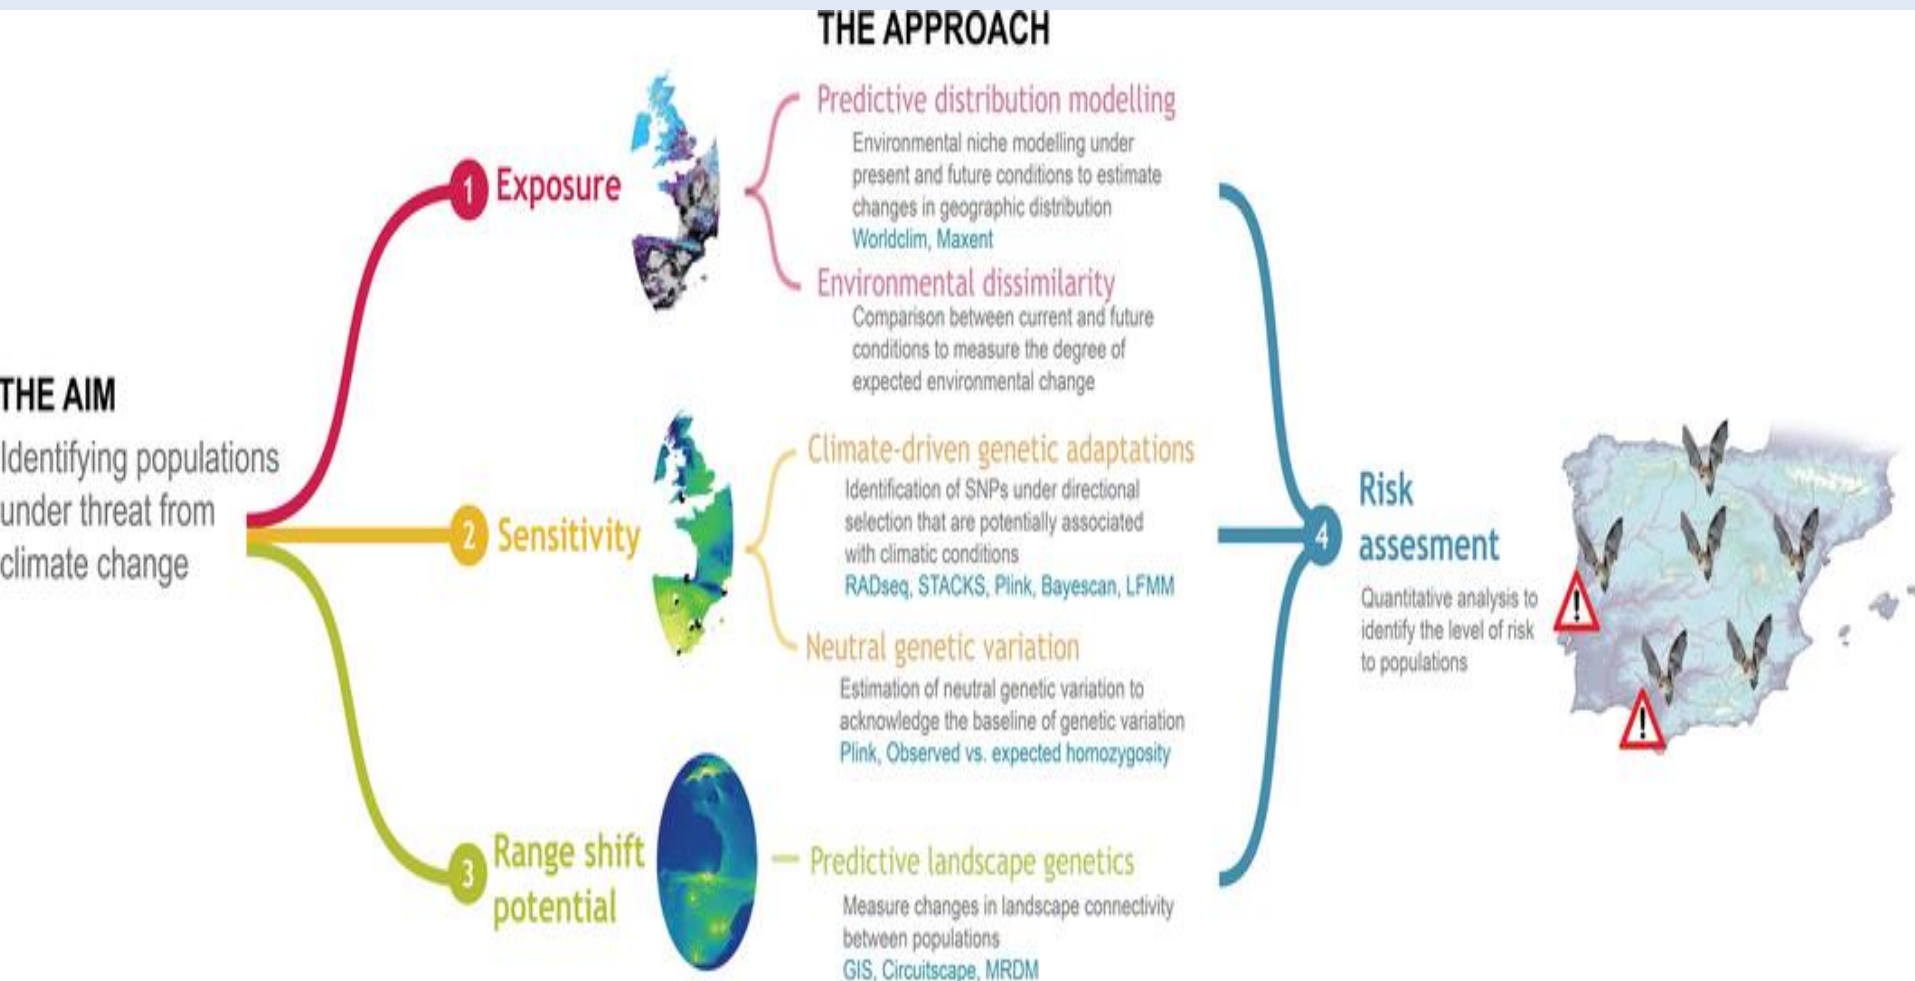 THE APPROACH
Predictive distribution modelling
Environmental niche modelling under
present and future conditions to estimate
changes in geographic distribution
Worldclim, Maxent
1 Exposure
Environmental dissimilarity
Comparison between current and future
conditions to measure the degree of
expected environmental change
THE AIM
Identifying populations
under threat from
climate change
2 Sensitivity
Climate-driven genetic adaptations
Identification of SNPs under directional
selection that are potentially associated
with climatic conditions
RADseq, STACKS, Plink, Bayescan, LFMM
Neutral genetic variation
Estimation of neutral genetic variation to
acknowledge the baseline of genetic variation
Plink, Observed vs. expected homozygosity
3 Range shift
potential
Predictive landscape genetics
Measure changes in landscape connectivity
between populations
GIS, Circuitscape, MRDM
4 Risk
assesment
Quantitative analysis to
identify the level of risk
to populations
!
!